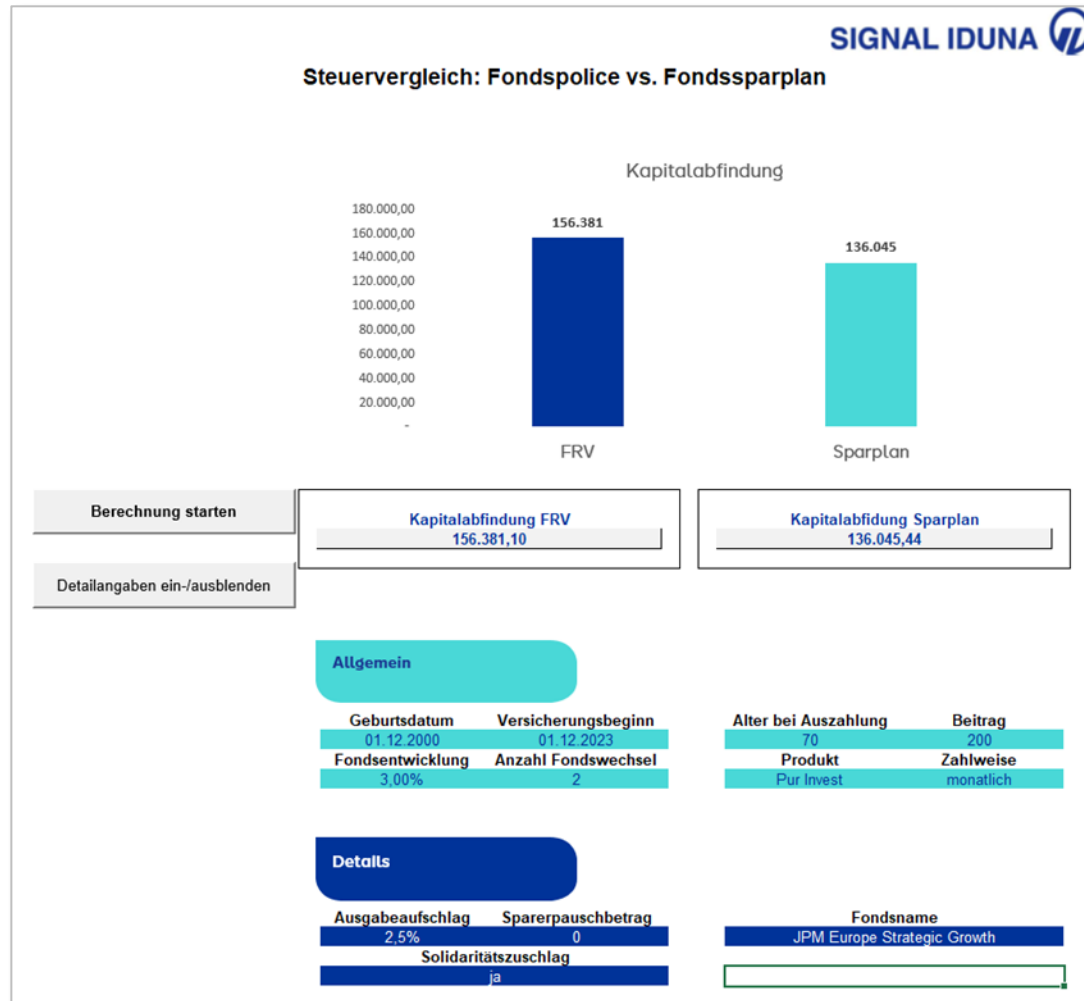 SIGNAL IDUNA
Steuervergleich: Fondspolice vs. Fondssparplan
Kapitalabfindung
180.000,00
160.000,00
140.000,00
120.000,00
100.000,00
80.000,00
60.000,00
40.000,00
20.000,00
-
156.381
136.045
FRV Sparplan
Berechnung starten
Detailangaben ein-/ausblenden
Kapitalabfindung FRV
156.381,10
Kapitalabfidung Sparplan
136.045,44
Allgemein
Geburtsdatum Versicherungsbeginn Alter bei Auszahlung Beitrag
01.12.2000 01.12.2023 70 200
Fondsentwicklung Anzahl Fondswechsel Produkt Zahlweise
3,00% 2 Pur Invest monatlich
Details
Ausgabeaufschlag Sparerpauschbetrag Fondsname
2,5% 0 JPM Europe Strategic Growth
Solidaritätszuschlag
ja